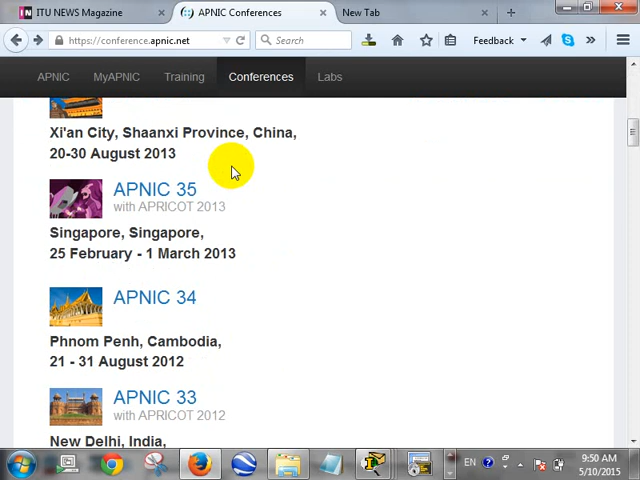 ITU NEWS Magazine
APNIC Conferences
New Tab
https://conference.apnic.net
Search
Feedback
APNIC MyAPNIC Training Conferences Labs
Xi'an City, Shaanxi Province, China,
20-30 August 2013
APNIC 35
with APRICOT 2013
Singapore, Singapore,
25 February - 1 March 2013
APNIC 34
Phnom Penh, Cambodia,
21 - 31 August 2012
APNIC 33
with APRICOT 2012
New Delhi, India,
EN
9:50 AM
5/10/2015